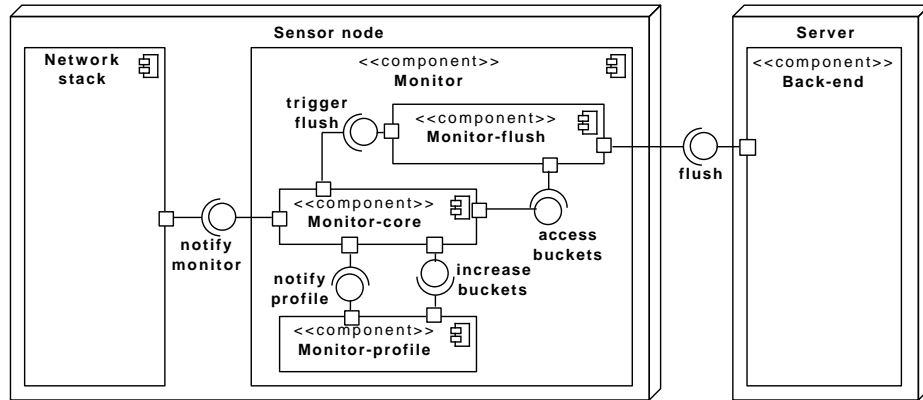 Sensor node
Server
Network
stack
<<component>>
Monitor
<<component>>
Back-end
trigger
flush
<<component>>
Monitor-flush
flush
<<component>>
Monitor-core
notify
monitor
access
buckets
notify
profile
increase
buckets
<<component>>
Monitor-profile